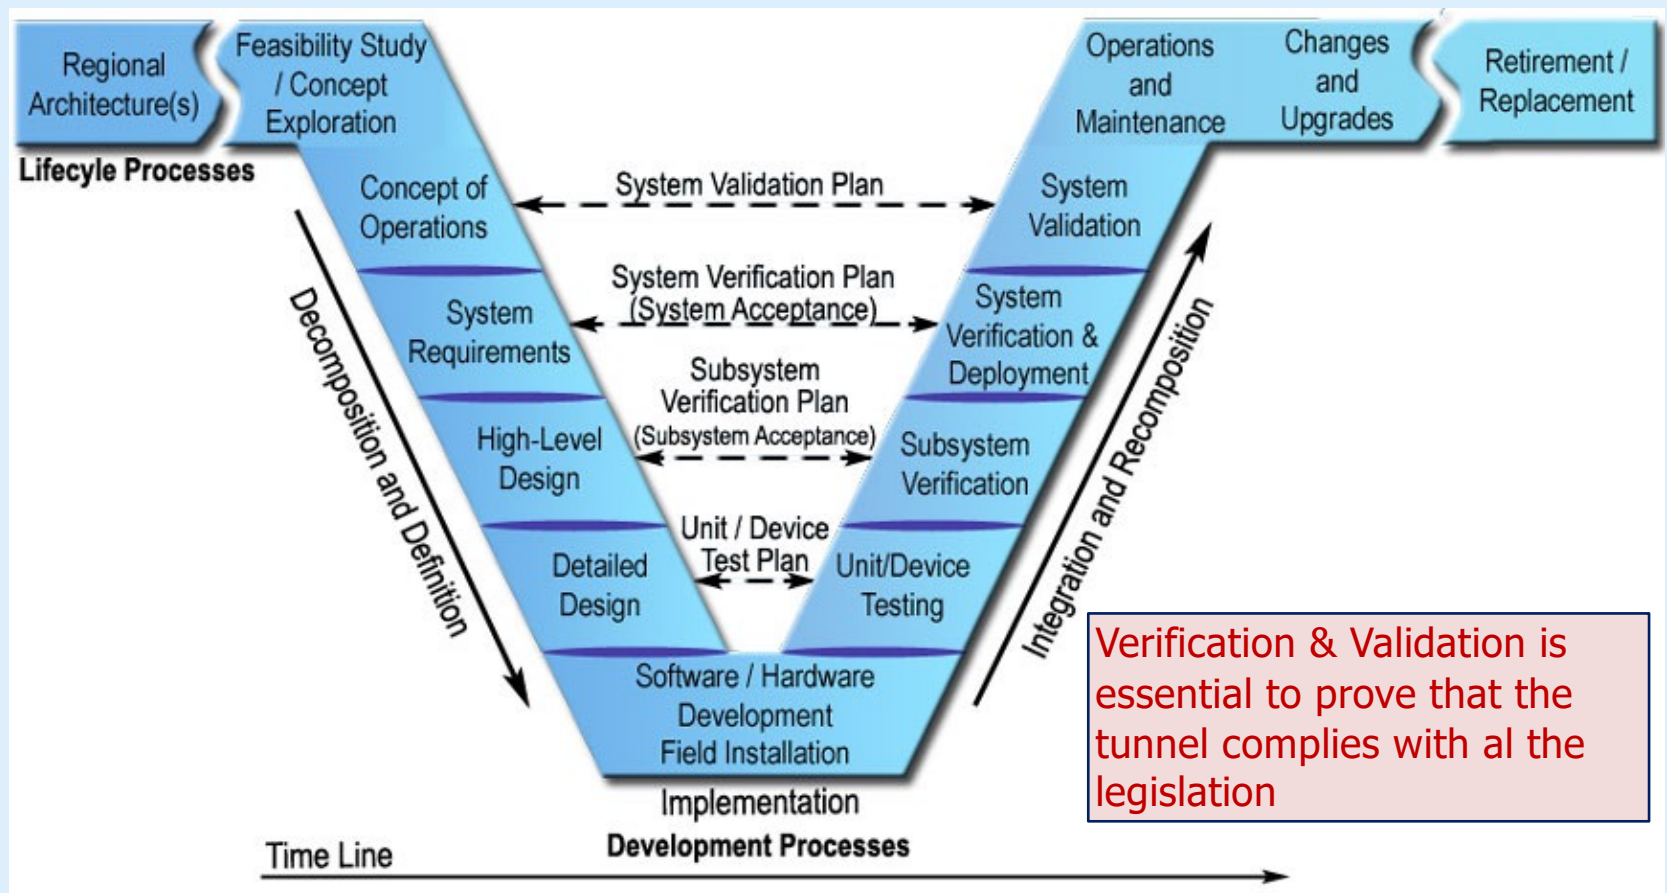 Regional
Architecture(s)
Feasibility Study
/ Concept
Exploration
Operations
and
Maintenance
Changes
and
Upgrades
Retirement /
Replacement
Lifecyle Processes
Concept of
Operations
System Validation Plan
System
Validation
System
Requirements
System Verification Plan
(System Acceptance)
System
Verification &
Deployment
High-Level
Design
Subsystem
Verification Plan
(Subsystem Acceptance)
Subsystem
Verification
Detailed
Design
Unit / Device
Test Plan
Unit/Device
Testing
Decomposition and Definition
Integration and Recomposition
Software / Hardware
Development
Field Installation
Implementation
Development Processes
Time Line
Verification & Validation is
essential to prove that the
tunnel complies with al the
legislation